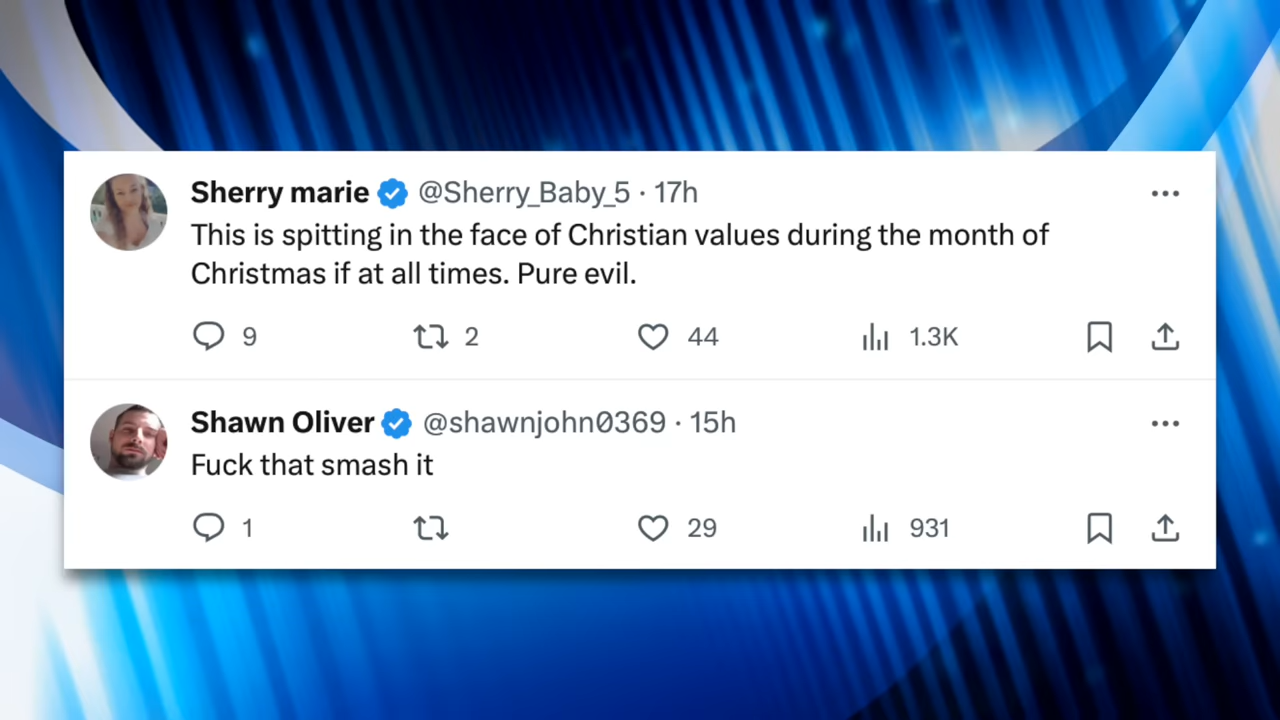 Sherry marie @Sherry_Baby_5 · 17h
This is spitting in the face of Christian values during the month of
Christmas if at all times. Pure evil.
9 2 44 1.3K
Shawn Oliver @shawnjohn0369 · 15h
Fuck that smash it
1 29 931